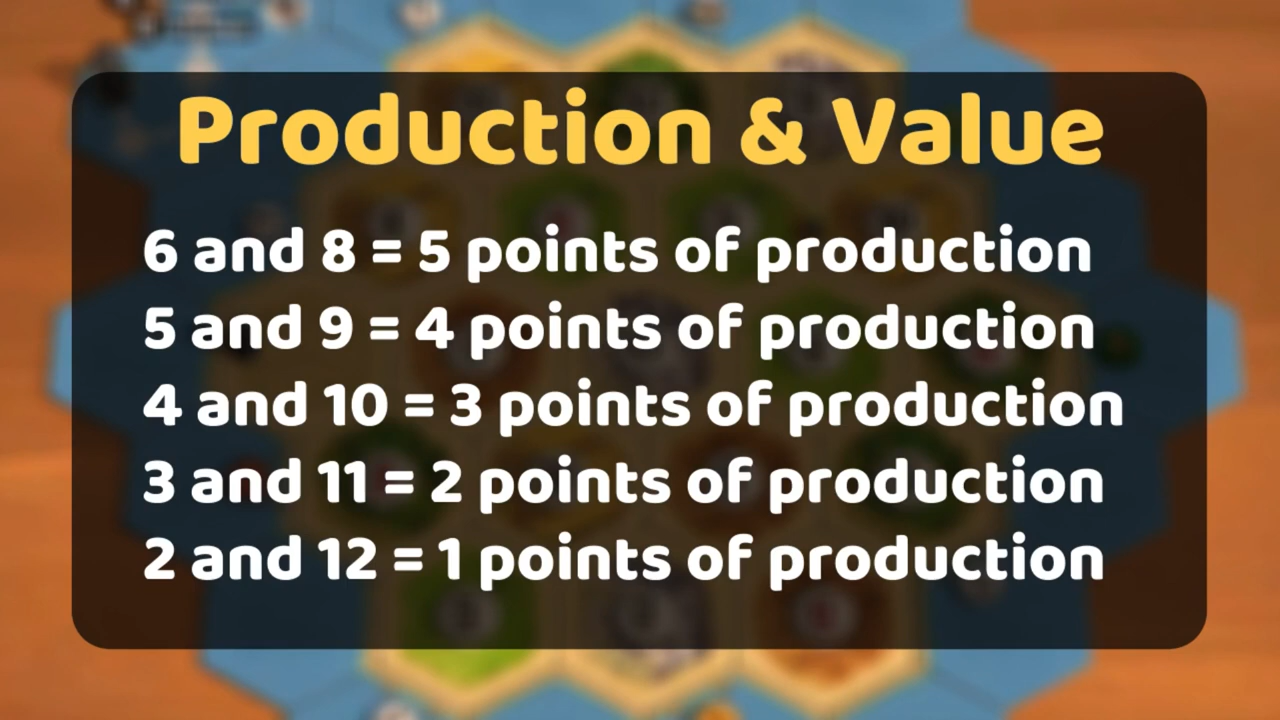 Production & Value
6 and 8 = 5 points of production
5 and 9 = 4 points of production
4 and 10 = 3 points of production
3 and 11 = 2 points of production
2 and 12 = 1 points of production